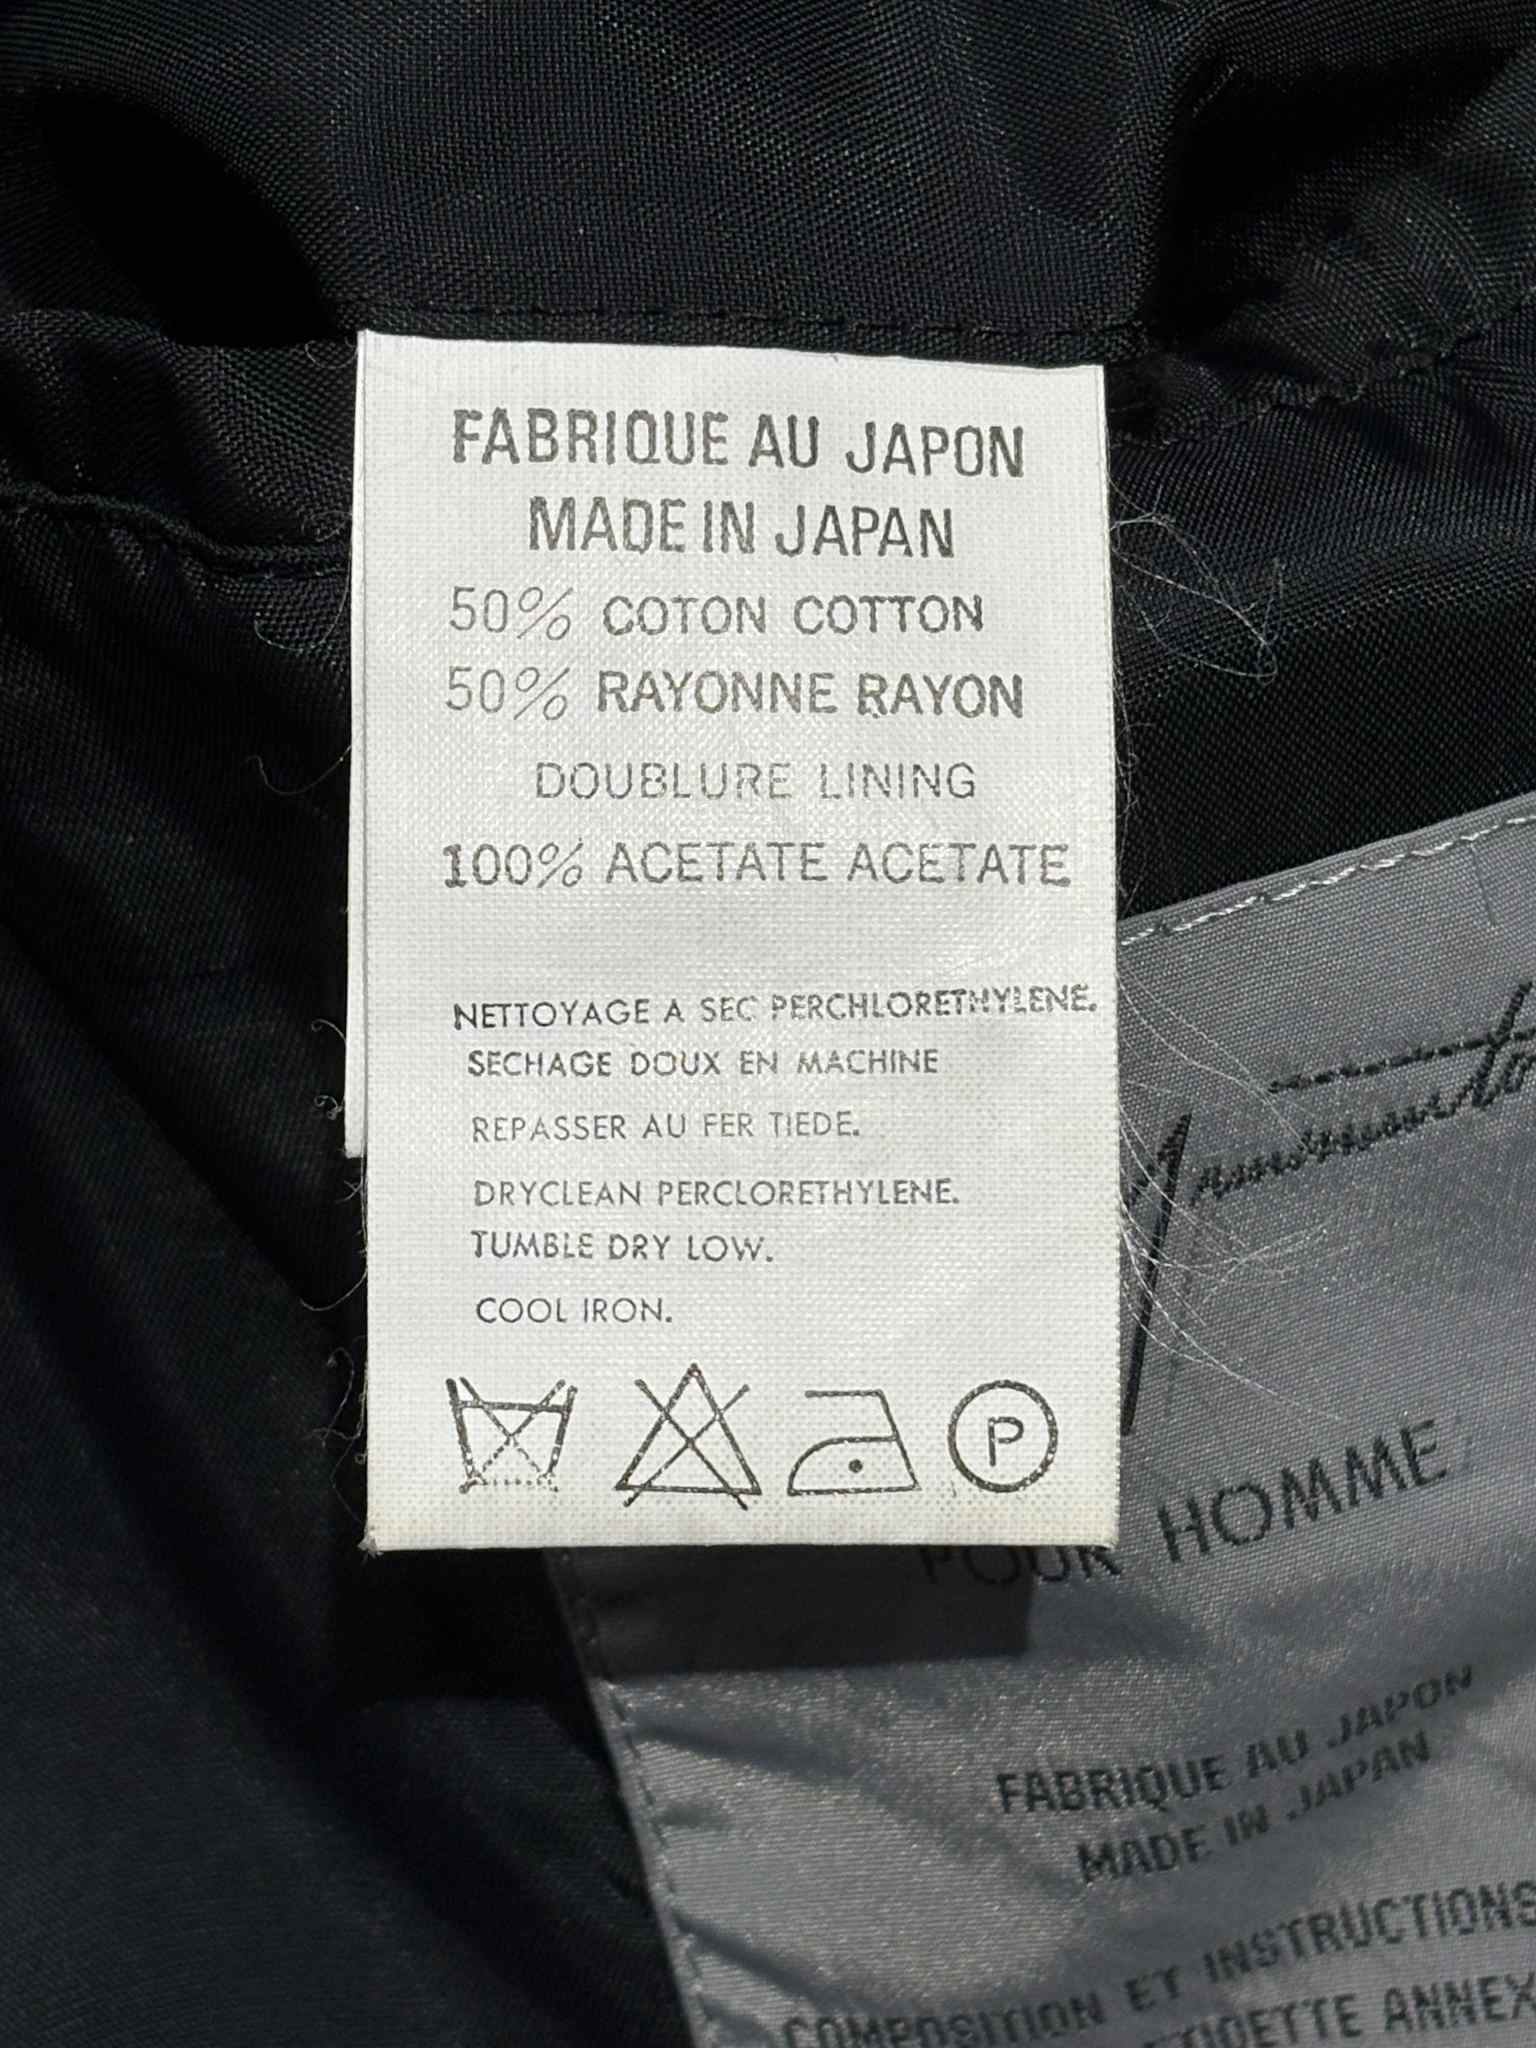 FABRIQUE AU JAPON
MADE IN JAPAN
50% COTON COTTON
50% RAYONNE RAYON
DOUBLURE LINING
100% ACETATE ACETATE
NETTOYAGE A SEC PERCHLORETHYLENE.
SECHAGE DOUX EN MACHINE
REPASSER AU FER TIEDE.
DRYCLEAN PERCLORETHYLENE.
TUMBLE DRY LOW.
COOL IRON.
P
POUR HOMME
FABRIQUE AU JAPON
MADE IN JAPAN
COMPOSITION ET INSTRUCTIONS